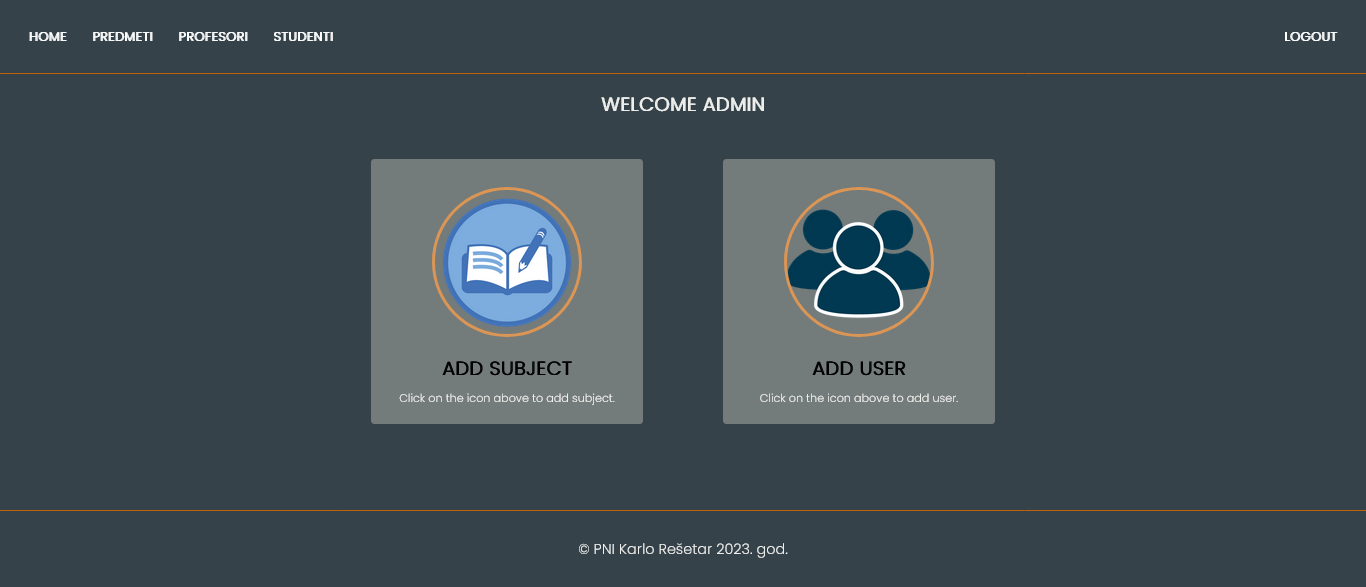 HOME PREDMETI PROFESORI STUDENTI LOGOUT
WELCOME ADMIN
ADD SUBJECT ADD USER
Click on the icon above to add subject. Click on the icon above to add user.
© PNI Karlo Rešetar 2023. god.